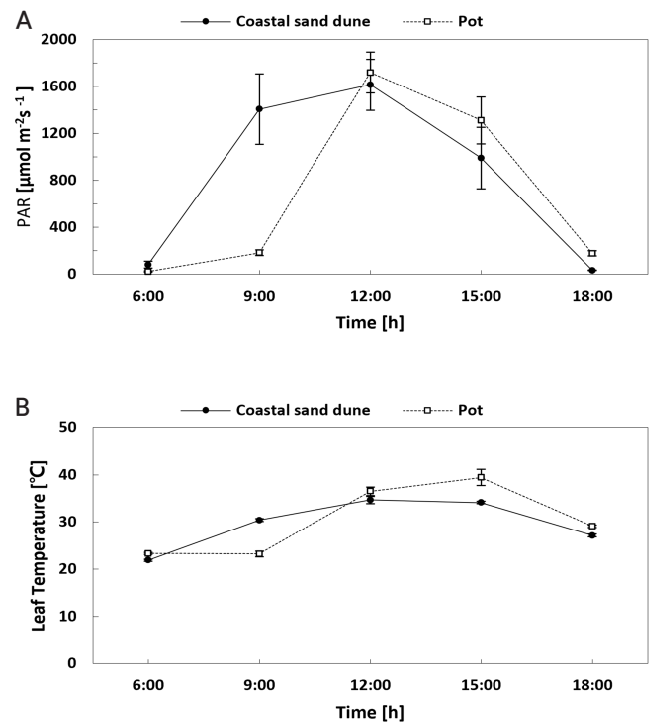 A
Coastal sand dune Pot
2000
1600
1200
800
400
0
PAR [µmol m-2s -1 ]
6:00 9:00 12:00 15:00 18:00
Time [h]
B
Coastal sand dune Pot
50
40
30
20
10
0
Leaf Temperature [℃]
6:00 9:00 12:00 15:00 18:00
Time [h]